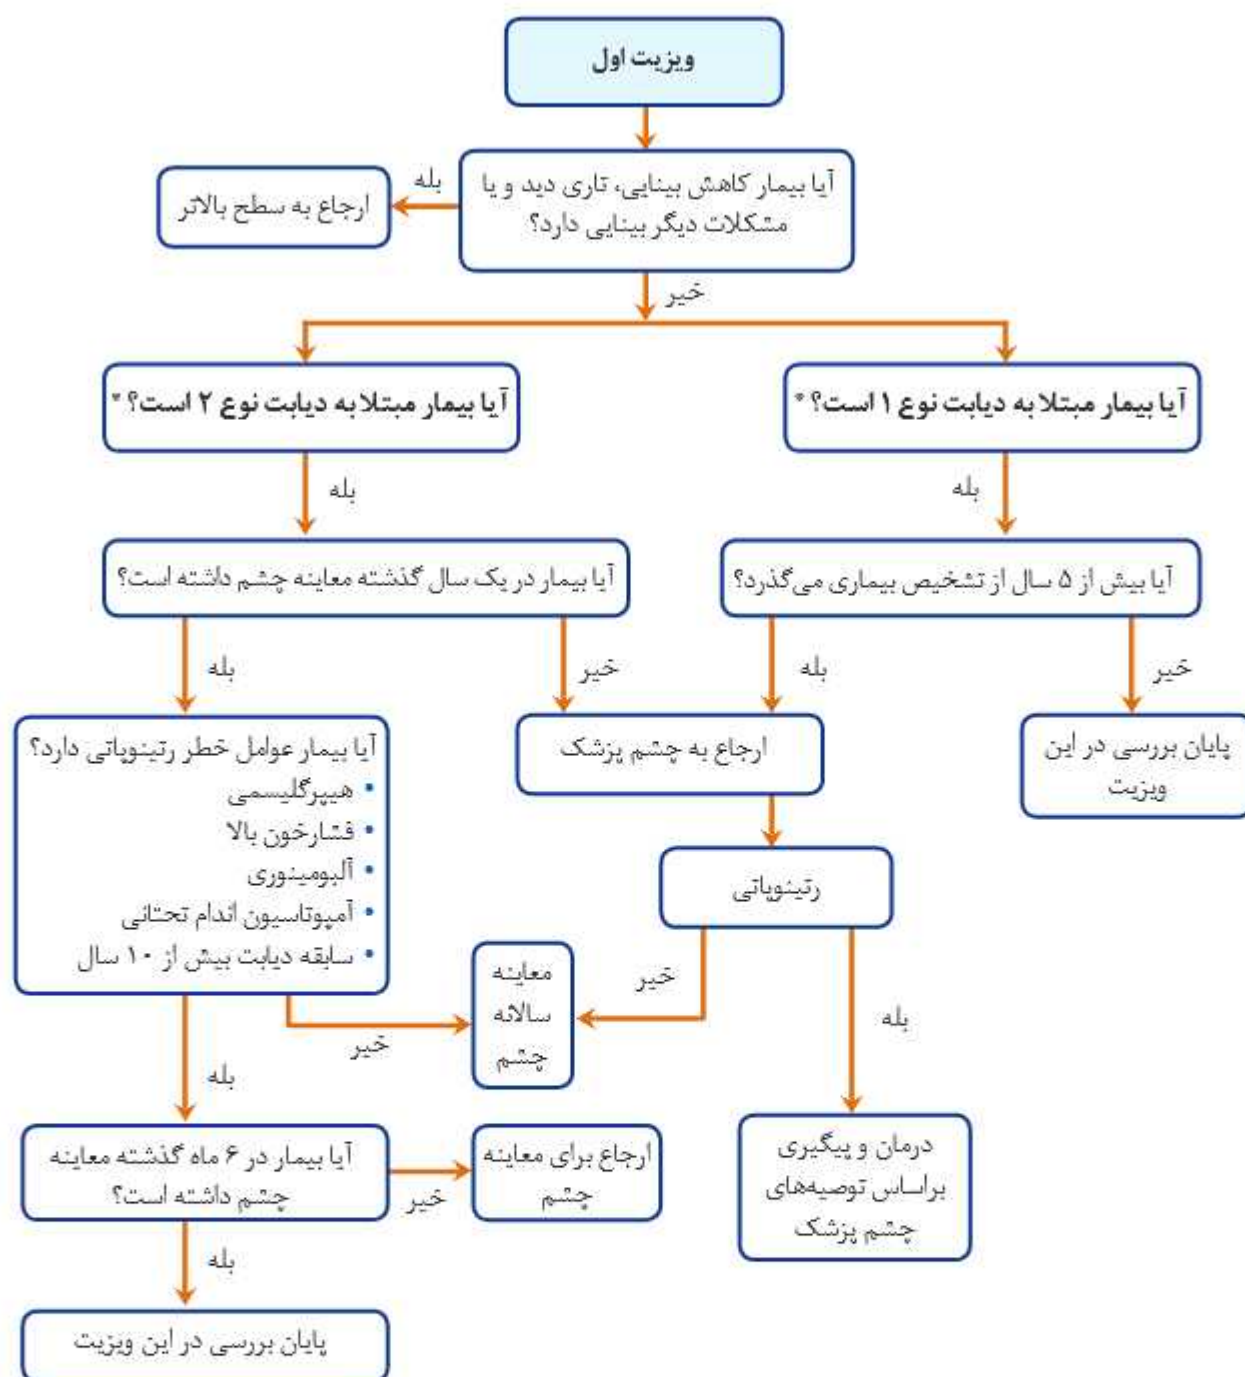 ویزیت اول
آیا بیمار کاهش بینایی، تاری دید و یا
مشکلات دیگر بینایی دارد؟
بله
ارجاع به سطح بالاتر
خیر
آیا بیمار مبتلا به دیابت نوع ۱ است؟ *
آیا بیمار مبتلا به دیابت نوع ۲ است؟ *
بله
بله
آیا بیش از ۵ سال از تشخیص بیماری می‌گذرد؟
آیا بیمار در یک سال گذشته معاینه چشم داشته است؟
خیر
بله
خیر
بله
پایان بررسی در این
ویزیت
ارجاع به چشم پزشک
آیا بیمار عوامل خطر رتینوپاتی دارد؟
• هیپرگلیسمی
• فشارخون بالا
• آلبومینوری
• آمپوتاسیون اندام تحتانی
• سابقه دیابت بیش از ۱۰ سال
رتینوپاتی
خیر
بله
معاینه
سالانه
چشم
خیر
بله
درمان و پیگیری
براساس توصیه‌های
چشم پزشک
آیا بیمار در ۶ ماه گذشته معاینه
چشم داشته است؟
خیر
ارجاع برای معاینه
چشم
بله
پایان بررسی در این ویزیت